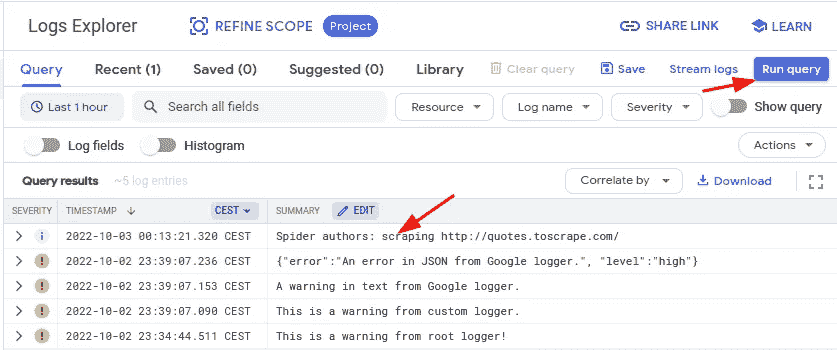 Logs Explorer REFINE SCOPE Project SHARE LINK LEARN
Query Recent (1) Saved (0) Suggested (0) Library Clear query Save Stream logs Run query
Last 1 hour Search all fields Resource Log name Severity Show query
Log fields Histogram Actions
Query results ~5 log entries Correlate by Download
SEVERITY TIMESTAMP CEST SUMMARY EDIT
2022-10-03 00:13:21.320 CEST Spider authors: scraping http://quotes.toscrape.com/
2022-10-02 23:39:07.236 CEST {"error":"An error in JSON from Google logger.", "level":"high"}
2022-10-02 23:39:07.153 CEST A warning in text from Google logger.
2022-10-02 23:39:07.090 CEST This is a warning from custom logger.
2022-10-02 23:34:44.511 CEST This is a warning from root logger!